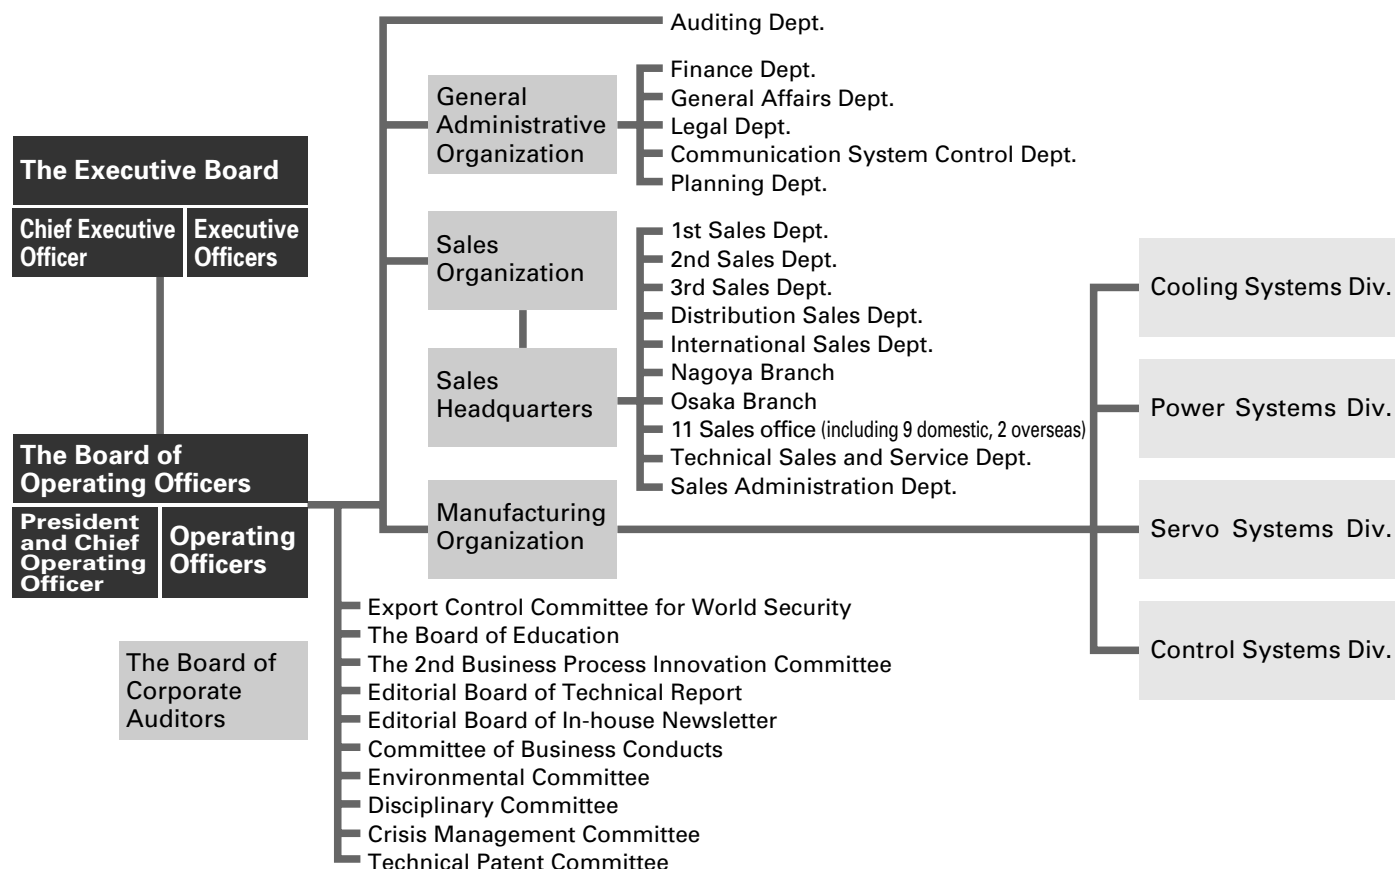 The Executive Board
Chief Executive
Officer
Executive
Officers
The Board of
Operating Officers
President
and Chief
Operating
Officer
Operating
Officers
The Board of
Corporate
Auditors
Auditing Dept.
General
Administrative
Organization
Finance Dept.
General Affairs Dept.
Legal Dept.
Communication System Control Dept.
Planning Dept.
Sales
Organization
Sales
Headquarters
1st Sales Dept.
2nd Sales Dept.
3rd Sales Dept.
Distribution Sales Dept.
International Sales Dept.
Nagoya Branch
Osaka Branch
11 Sales office (including 9 domestic, 2 overseas)
Technical Sales and Service Dept.
Sales Administration Dept.
Manufacturing
Organization
Cooling Systems Div.
Power Systems Div.
Servo Systems Div.
Control Systems Div.
Export Control Committee for World Security
The Board of Education
The 2nd Business Process Innovation Committee
Editorial Board of Technical Report
Editorial Board of In-house Newsletter
Committee of Business Conducts
Environmental Committee
Disciplinary Committee
Crisis Management Committee
Technical Patent Committee